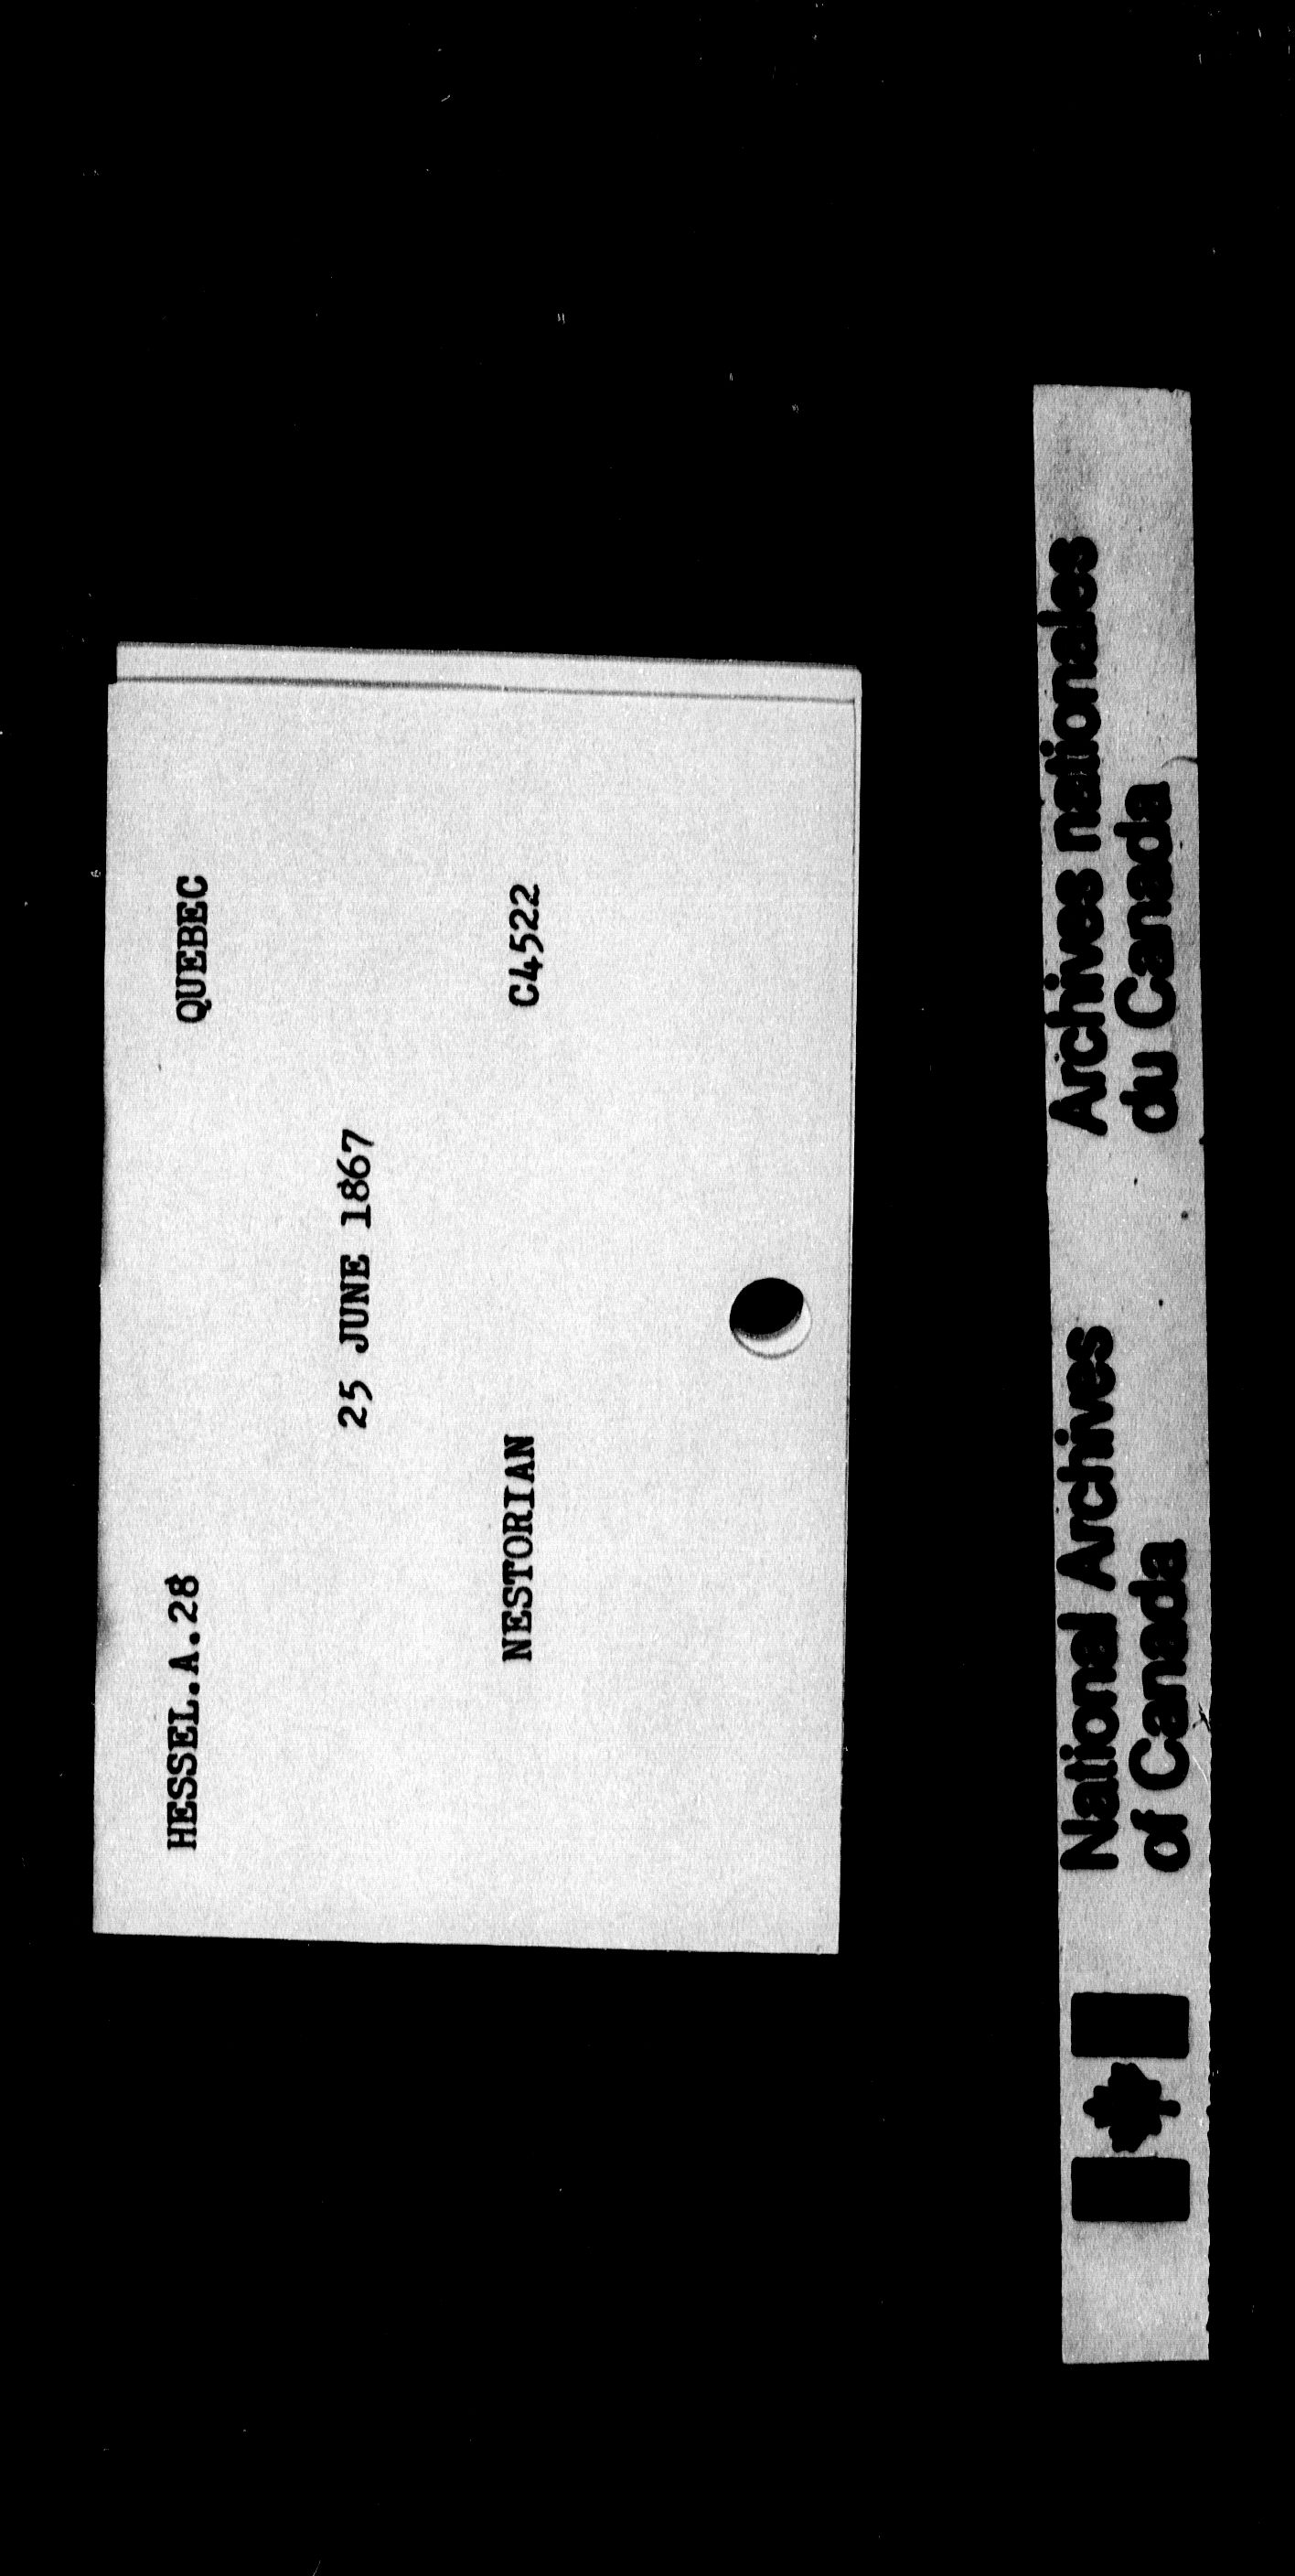 HESSEL.A.28 QUEBEC
25 JUNE 1867
NESTORIAN C4522
National Archives
of Canada
Archives nationales
du Canada